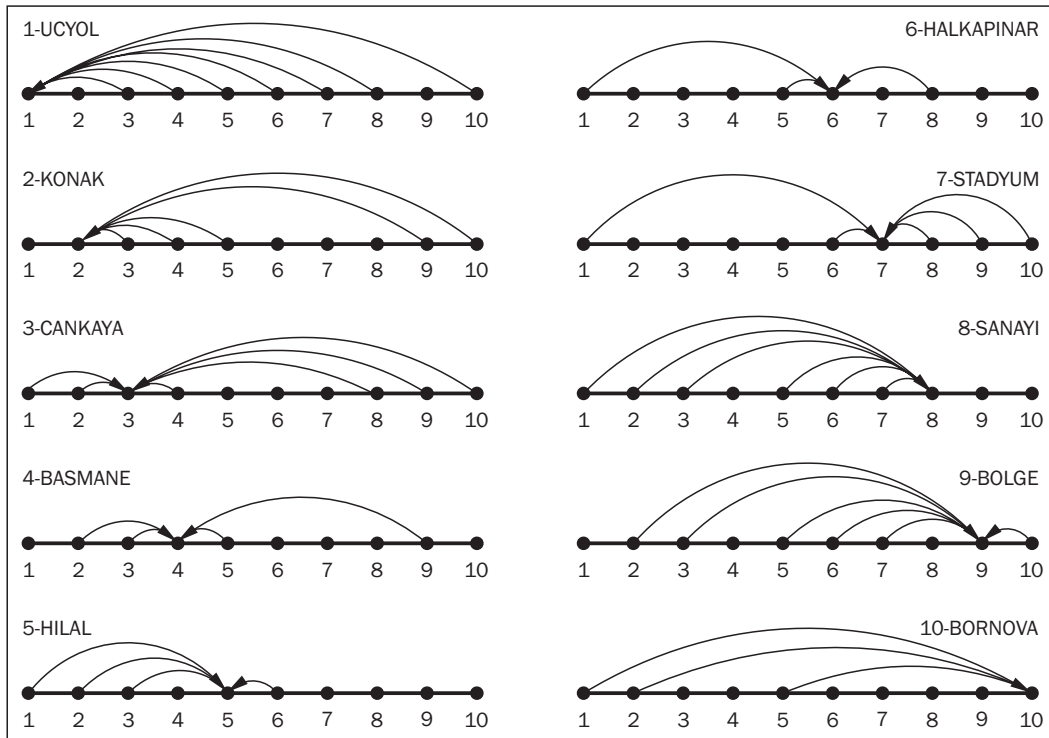 1-UCYOL
1 2 3 4 5 6 7 8 9 10
2-KONAK
1 2 3 4 5 6 7 8 9 10
3-CANKAYA
1 2 3 4 5 6 7 8 9 10
4-BASMANE
1 2 3 4 5 6 7 8 9 10
5-HILAL
1 2 3 4 5 6 7 8 9 10
6-HALKAPINAR
1 2 3 4 5 6 7 8 9 10
7-STADYUM
1 2 3 4 5 6 7 8 9 10
8-SANAYI
1 2 3 4 5 6 7 8 9 10
9-BOLGE
1 2 3 4 5 6 7 8 9 10
10-BORNOVA
1 2 3 4 5 6 7 8 9 10